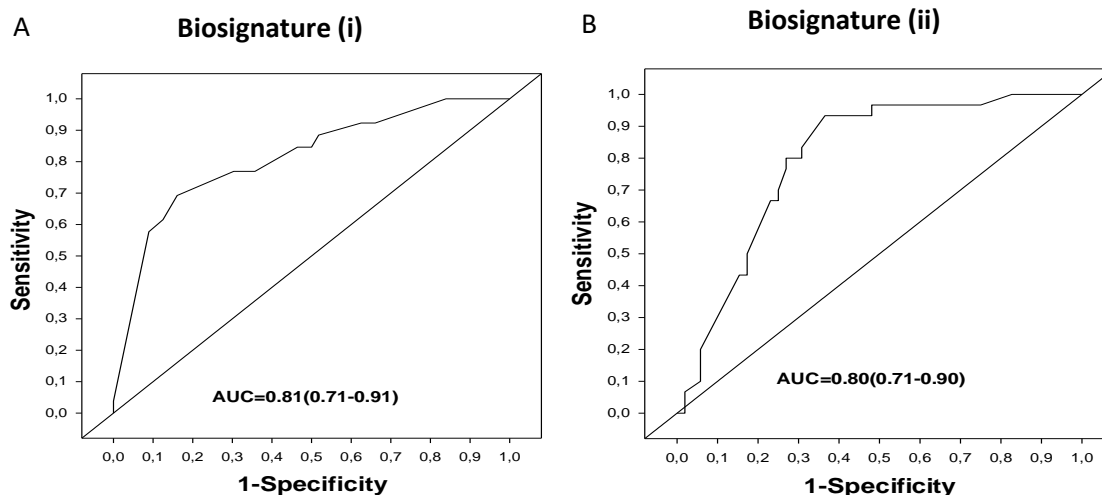 A
Biosignature (i)
Sensitivity
1,0
0,9
0,8
0,7
0,6
0,5
0,4
0,3
0,2
0,1
0,0
AUC=0.81(0.71-0.91)
0,0 0,1 0,2 0,3 0,4 0,5 0,6 0,7 0,8 0,9 1,0
1-Specificity
B
Biosignature (ii)
Sensitivity
1,0
0,9
0,8
0,7
0,6
0,5
0,4
0,3
0,2
0,1
0,0
AUC=0.80(0.71-0.90)
0,0 0,1 0,2 0,3 0,4 0,5 0,6 0,7 0,8 0,9 1,0
1-Specificity